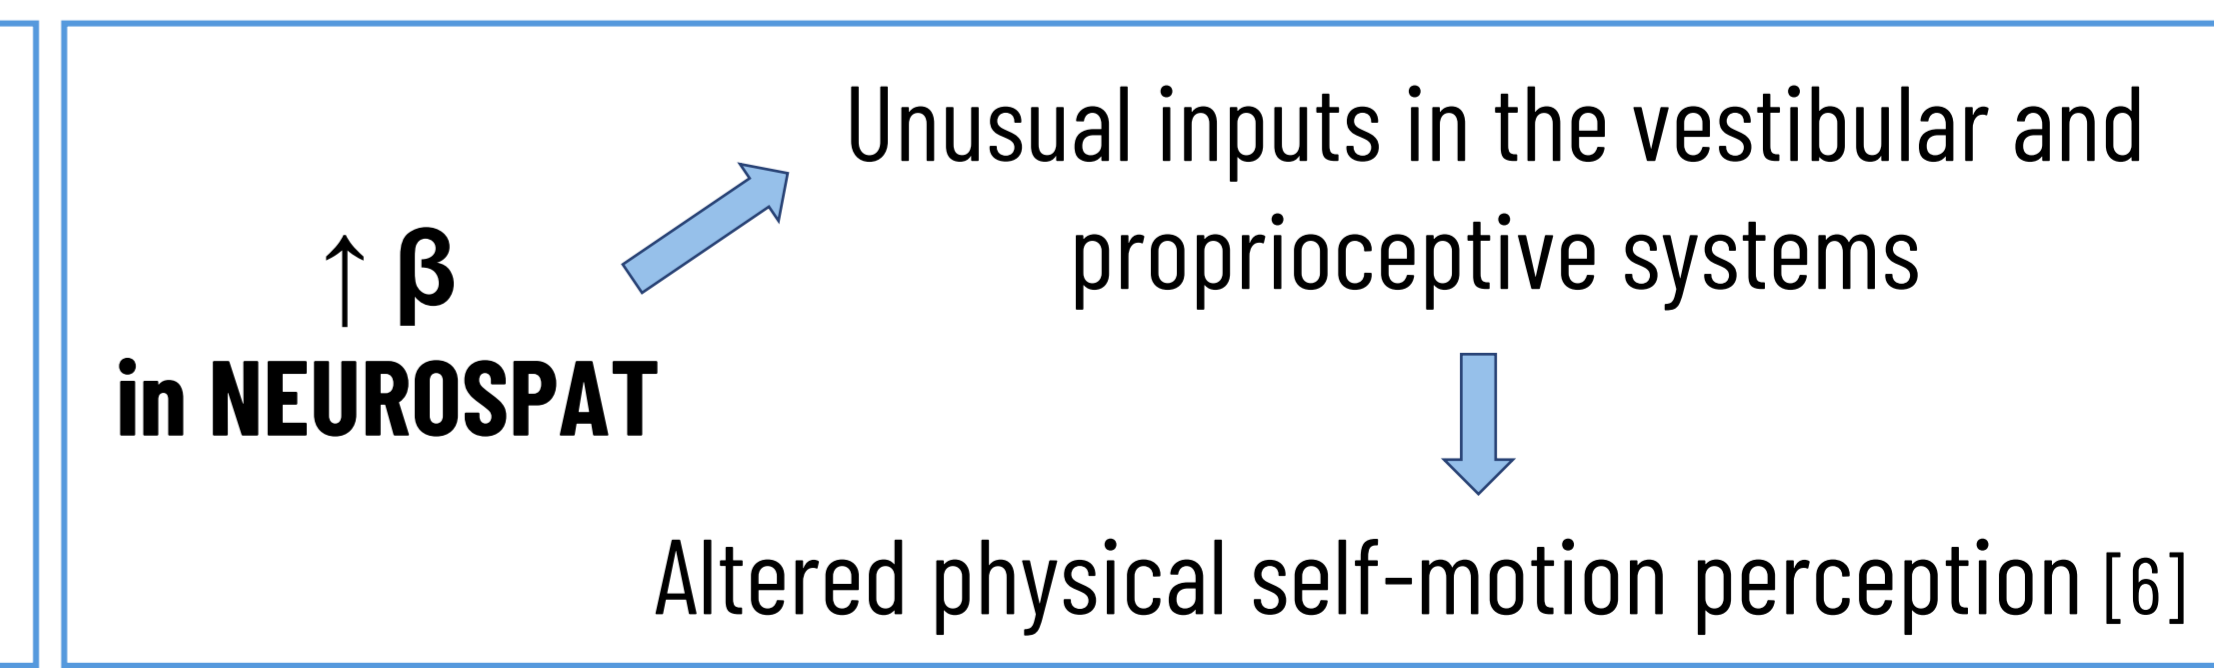 ↑ β
in NEUROSPAT
Unusual inputs in the vestibular and
proprioceptive systems
Altered physical self-motion perception [6]